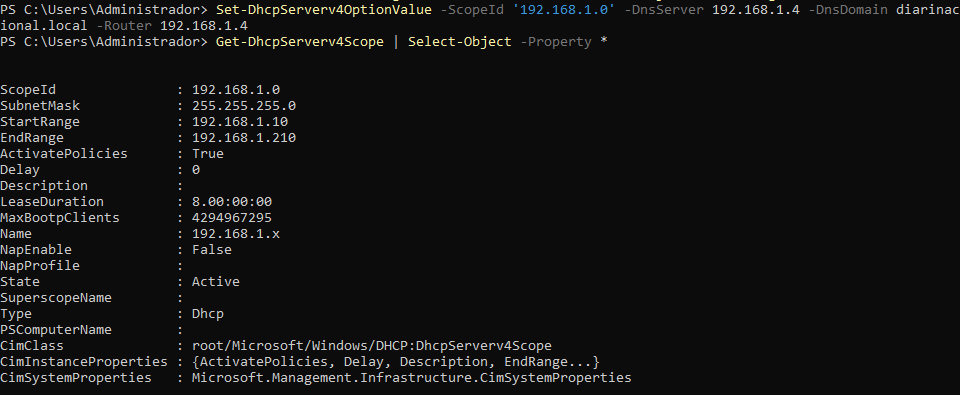 PS C:\Users\Administrador> Set-DhcpServerv4OptionValue -ScopeId '192.168.1.0' -DnsServer 192.168.1.4 -DnsDomain diarinac
ional.local -Router 192.168.1.4
PS C:\Users\Administrador> Get-DhcpServerv4Scope | Select-Object -Property *
ScopeId : 192.168.1.0
SubnetMask : 255.255.255.0
StartRange : 192.168.1.10
EndRange : 192.168.1.210
ActivatePolicies : True
Delay : 0
Description :
LeaseDuration : 8.00:00:00
MaxBootpClients : 4294967295
Name : 192.168.1.x
NapEnable : False
NapProfile :
State : Active
SuperscopeName :
Type : Dhcp
PSComputerName :
CimClass : root/Microsoft/Windows/DHCP:DhcpServerv4Scope
CimInstanceProperties : {ActivatePolicies, Delay, Description, EndRange...}
CimSystemProperties : Microsoft.Management.Infrastructure.CimSystemProperties